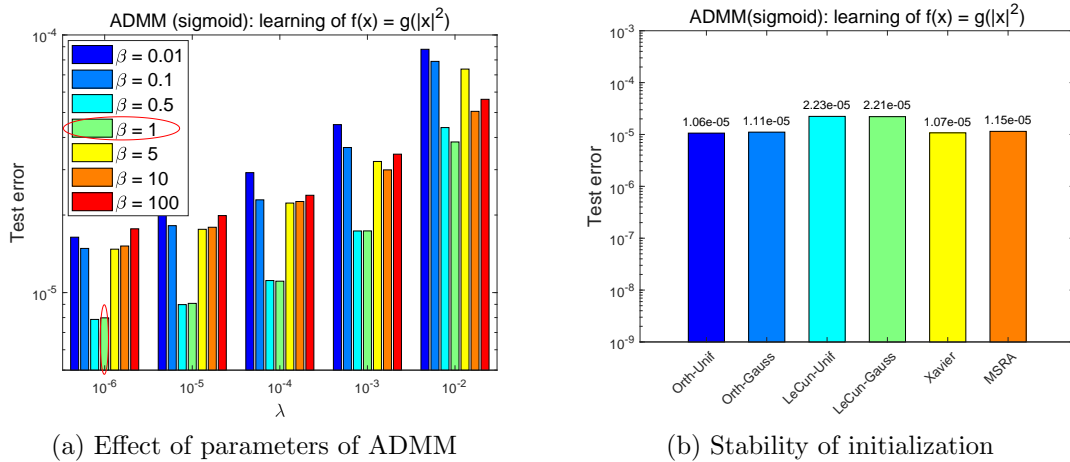 ADMM (sigmoid): learning of f(x) = g(|x|²)
10⁻⁴
β = 0.01
β = 0.1
β = 0.5
β = 1
β = 5
β = 10
β = 100
Test error
10⁻⁵
10⁻⁶ 10⁻⁵ 10⁻⁴ 10⁻³ 10⁻²
λ
(a) Effect of parameters of ADMM
ADMM(sigmoid): learning of f(x) = g(|x|²)
10⁻³
10⁻⁴
10⁻⁵
10⁻⁶
10⁻⁷
10⁻⁸
10⁻⁹
Test error
1.06e-05 1.11e-05 2.23e-05 2.21e-05 1.07e-05 1.15e-05
Orth-Unif Orth-Gauss LeCun-Unif LeCun-Gauss Xavier MSRA
(b) Stability of initialization